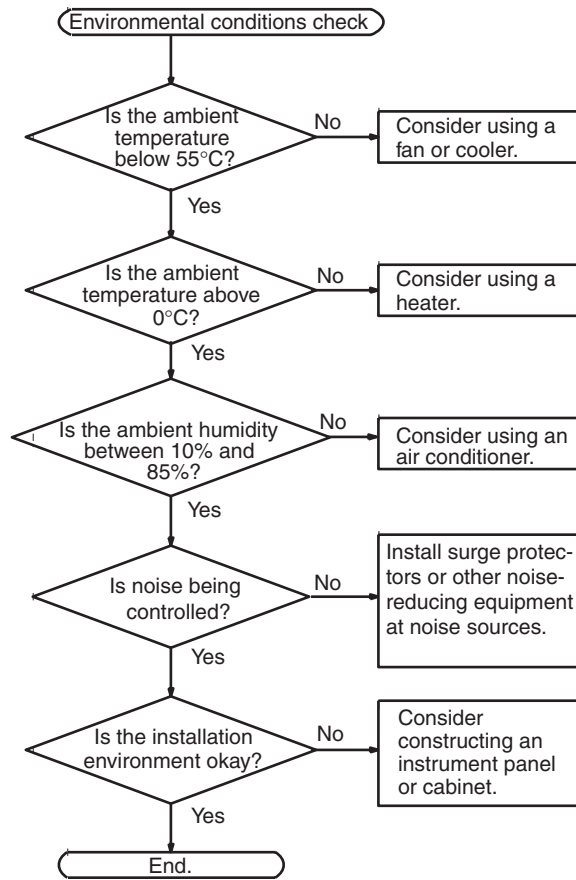 Environmental conditions check
Is the ambient
temperature
below 55°C?
No
Consider using a
fan or cooler.
Yes
Is the ambient
temperature above
0°C?
No
Consider using a
heater.
Yes
Is the ambient humidity
between 10% and
85%?
No
Consider using an
air conditioner.
Yes
Is noise being
controlled?
No
Install surge protec-
tors or other noise-
reducing equipment
at noise sources.
Yes
Is the installation
environment okay?
No
Consider
constructing an
instrument panel
or cabinet.
Yes
End.